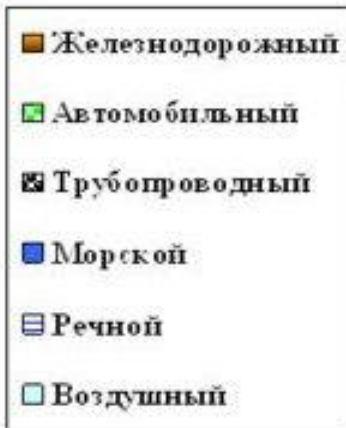 Железнодорожный
Автомобильный
Трубопроводный
Морской
Речной
Воздушный